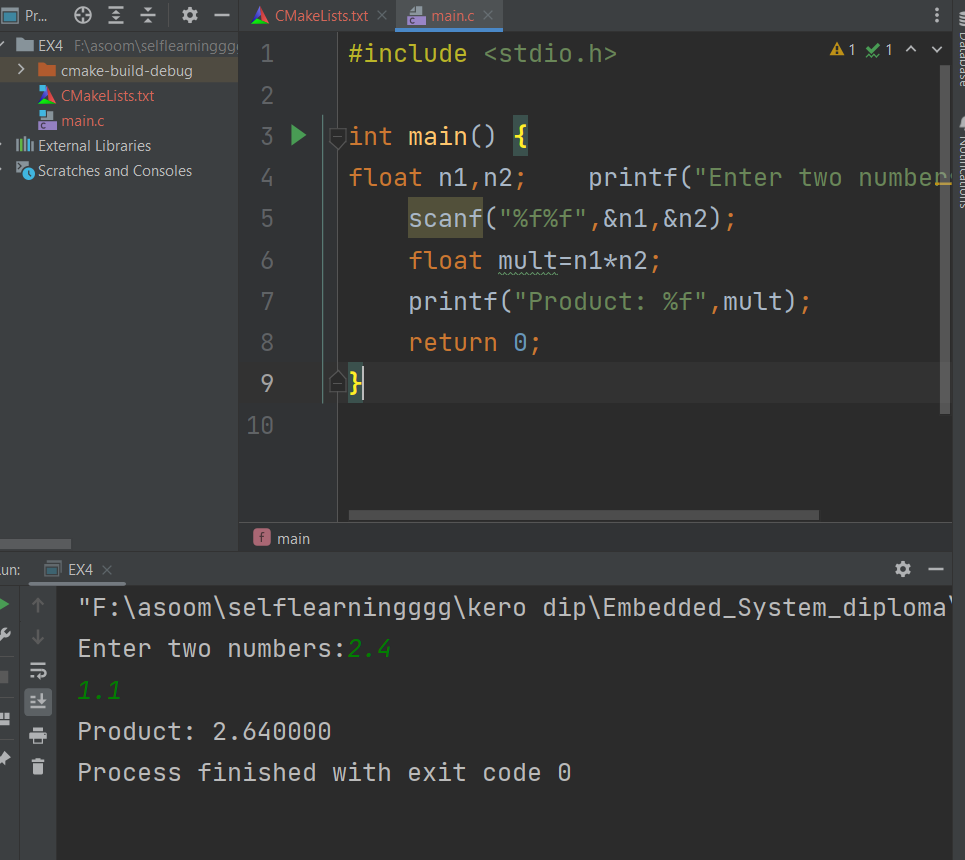 Pr...
CMakeLists.txt
main.c
EX4 F:\asoom\selflearninggg
cmake-build-debug
CMakeLists.txt
main.c
External Libraries
Scratches and Consoles
1 #include <stdio.h>
2
3 int main() {
4 float n1,n2; printf("Enter two number
5 scanf("%f%f",&n1,&n2);
6 float mult=n1*n2;
7 printf("Product: %f",mult);
8 return 0;
9 }
10
1 1
Database
Notifications
f main
un: EX4
"F:\asoom\selflearningggg\kero dip\Embedded_System_diploma\
Enter two numbers:2.4
1.1
Product: 2.640000
Process finished with exit code 0